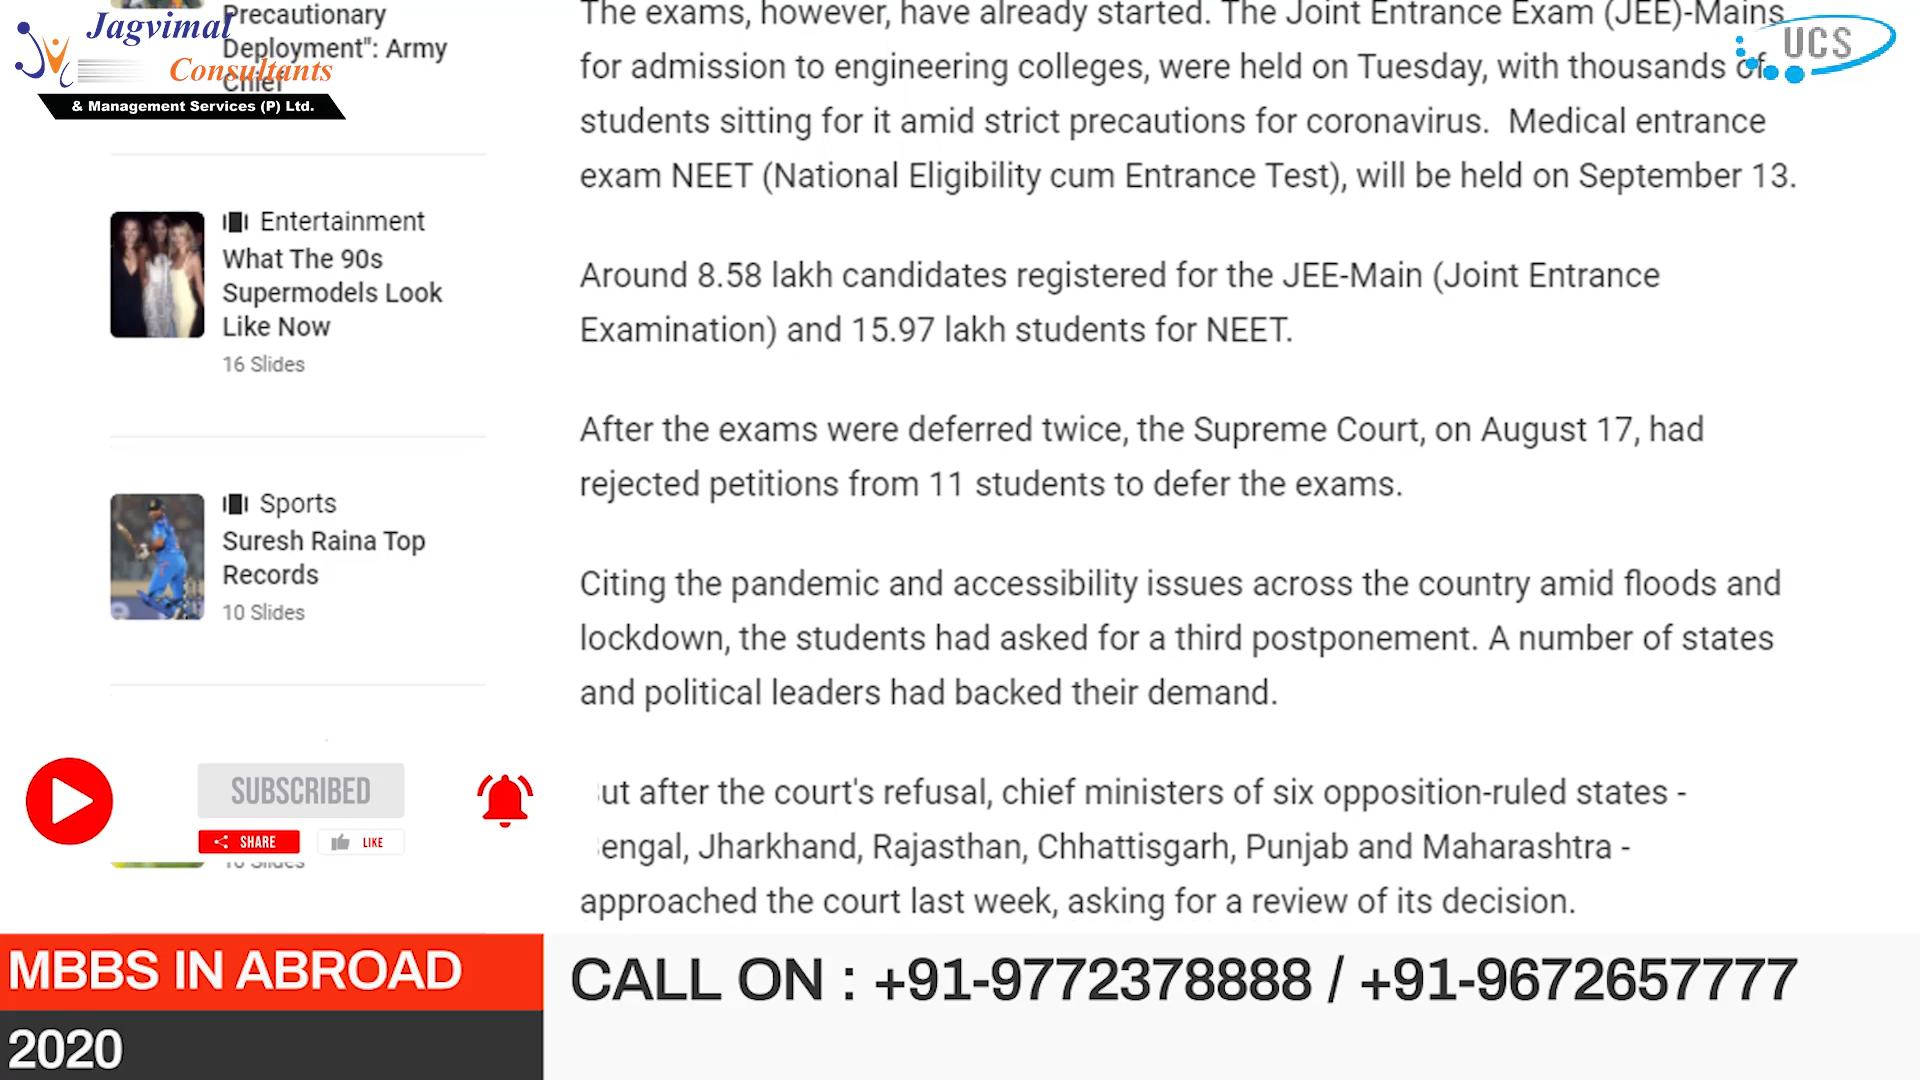 Jagvimal
Consultants
& Management Services (P) Ltd.
Precautionary
Deployment": Army
Chief
Entertainment
What The 90s
Supermodels Look
Like Now
16 Slides
Sports
Suresh Raina Top
Records
10 Slides
SUBSCRIBED
SHARE
LIKE
Slides
UCS
The exams, however, have already started. The Joint Entrance Exam (JEE)-Mains
for admission to engineering colleges, were held on Tuesday, with thousands of
students sitting for it amid strict precautions for coronavirus. Medical entrance
exam NEET (National Eligibility cum Entrance Test), will be held on September 13.
Around 8.58 lakh candidates registered for the JEE-Main (Joint Entrance
Examination) and 15.97 lakh students for NEET.
After the exams were deferred twice, the Supreme Court, on August 17, had
rejected petitions from 11 students to defer the exams.
Citing the pandemic and accessibility issues across the country amid floods and
lockdown, the students had asked for a third postponement. A number of states
and political leaders had backed their demand.
ut after the court's refusal, chief ministers of six opposition-ruled states -
engal, Jharkhand, Rajasthan, Chhattisgarh, Punjab and Maharashtra -
approached the court last week, asking for a review of its decision.
MBBS IN ABROAD
2020
CALL ON : +91-9772378888 / +91-9672657777